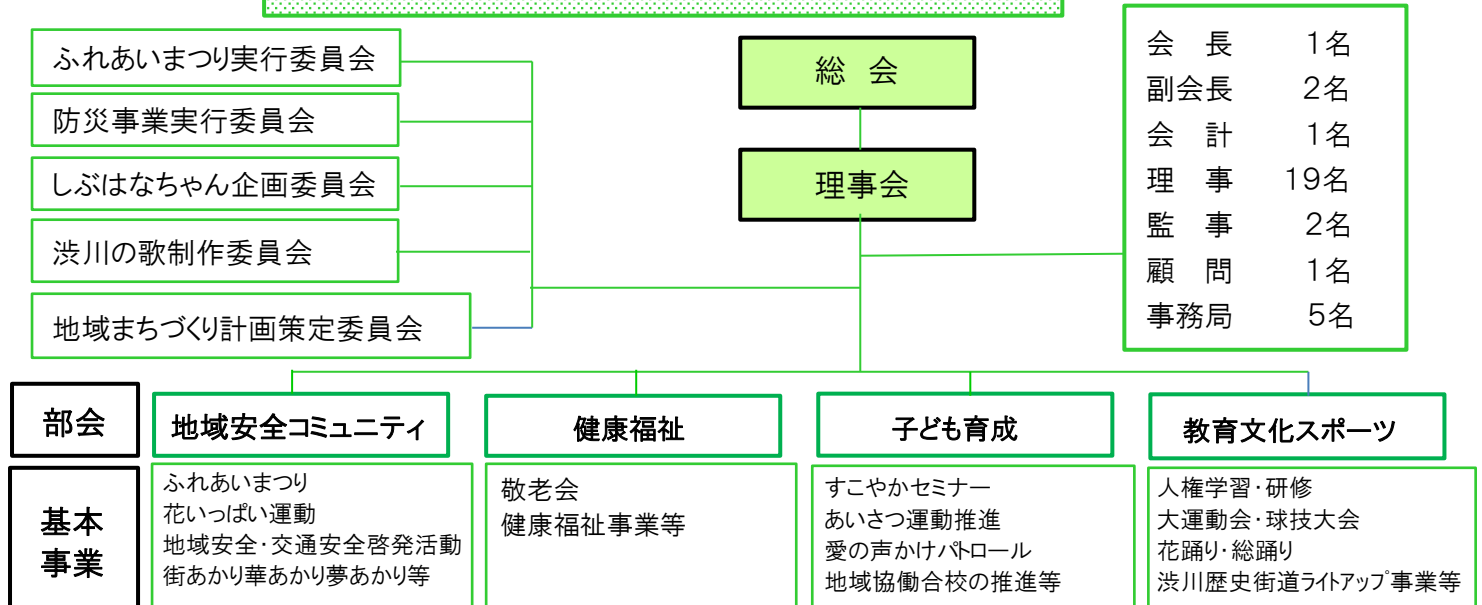 ふれあいまつり実行委員会
防災事業実行委員会
しぶはなちゃん企画委員会
渋川の歌制作委員会
地域まちづくり計画策定委員会
総 会
理事会
会 長 1名
副会長 2名
会 計 1名
理 事 19名
監 事 2名
顧 問 1名
事務局 5名
部会
地域安全コミュニティ
健康福祉
子ども育成
教育文化スポーツ
基本
事業
ふれあいまつり
花いっぱい運動
地域安全・交通安全啓発活動
街あかり華あかり夢あかり等
敬老会
健康福祉事業等
すこやかセミナー
あいさつ運動推進
愛の声かけパトロール
地域協働合校の推進等
人権学習・研修
大運動会・球技大会
花踊り・総踊り
渋川歴史街道ライトアップ事業等